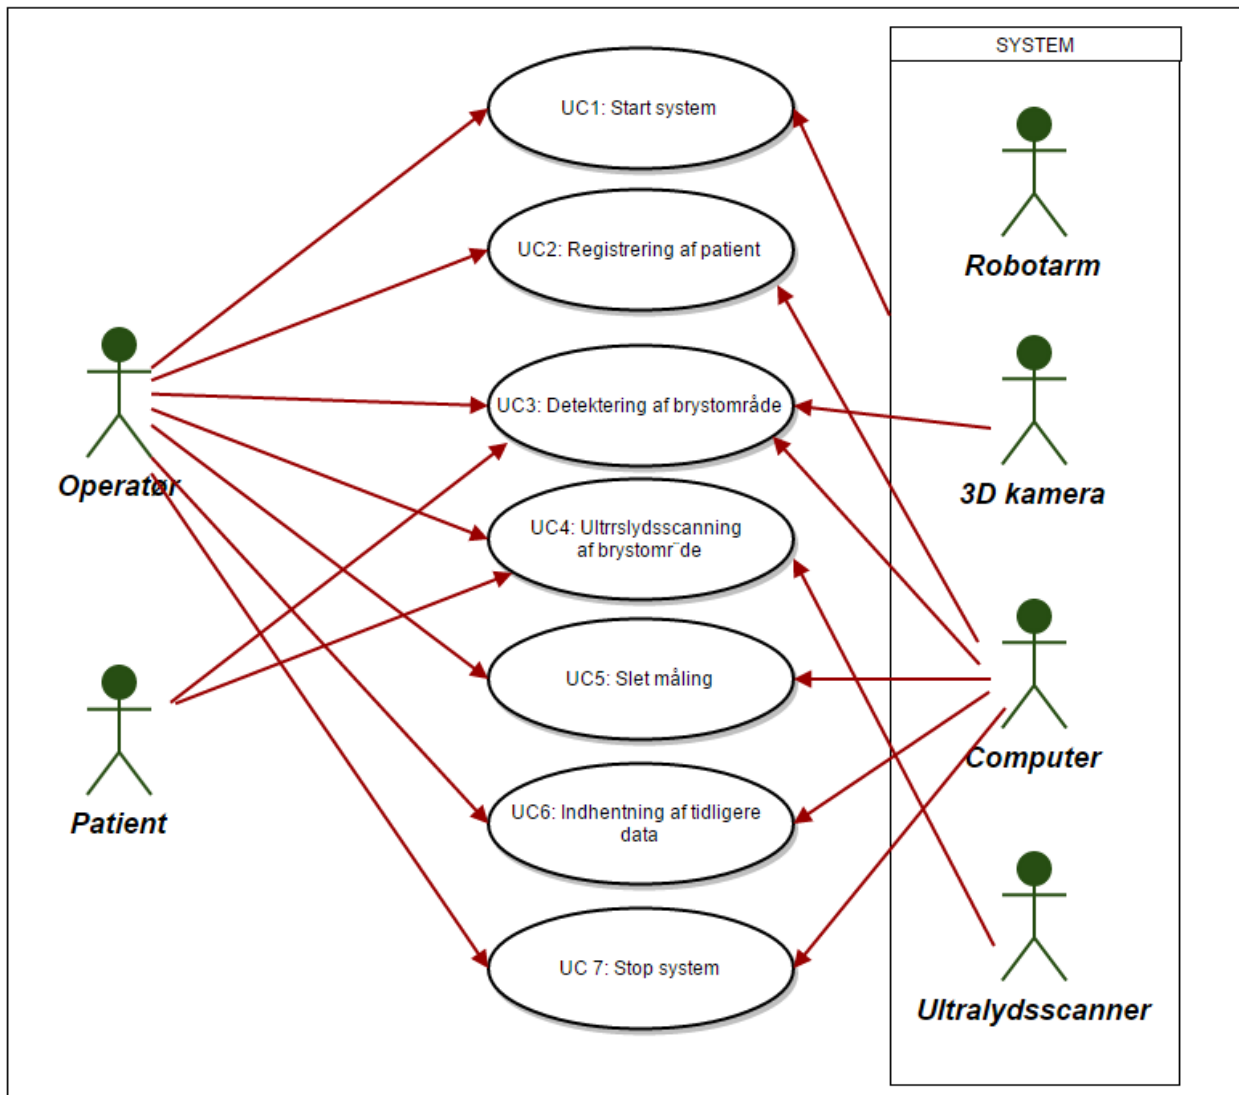 SYSTEM
UC1: Start system
Robotarm
UC2: Registrering af patient
Operatør
UC3: Detektering af brystområde
3D kamera
UC4: Ultrrslydsscanning
af brystomr¨de
Patient
UC5: Slet måling
Computer
UC6: Indhentning af tidligere
data
UC 7: Stop system
Ultralydsscanner